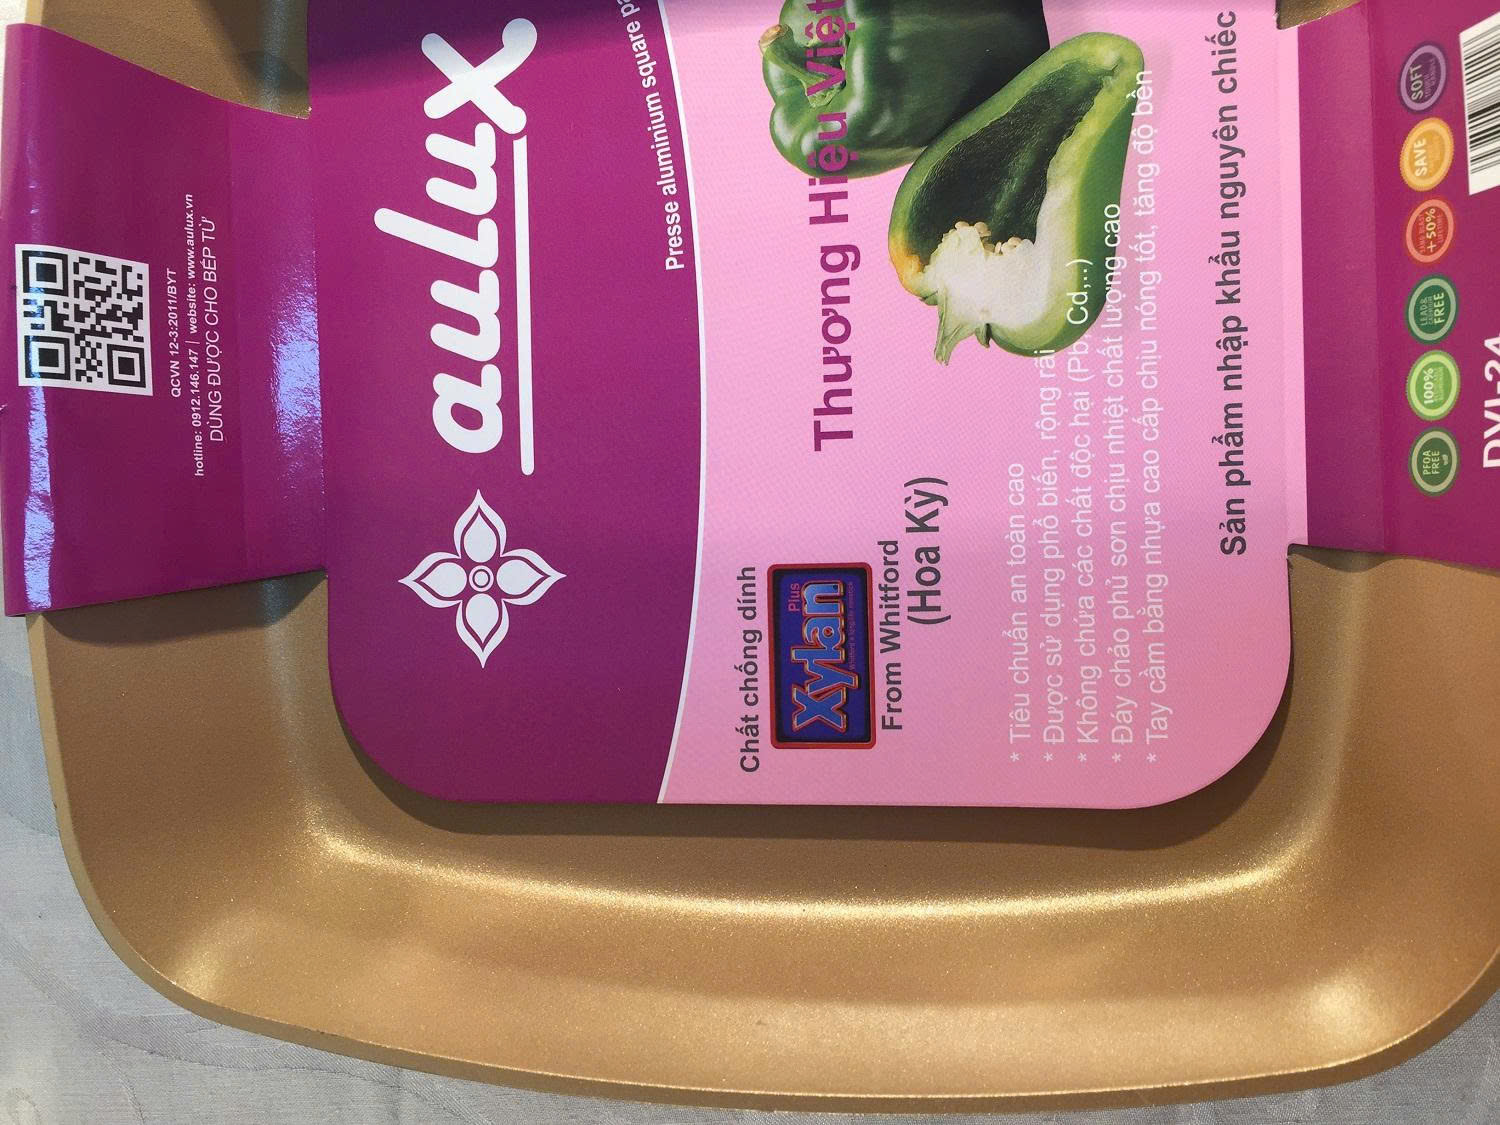 QCVN 12-3:2011/BYT
hotline: 0912.146.147 | website: www.aulux.vn
DÙNG ĐƯỢC CHO BẾP TỪ
aulux
Presse aluminium square
Thương Hiệu Việt
Chất chống dính
Xylan Plus
From Whitford
(Hoa Kỳ)
* Tiêu chuẩn an toàn cao
* Được sử dụng phổ biến, rộng rãi
* Không chứa các chất độc hại (Pb, Cd,..)
* Đáy chảo phủ sơn chịu nhiệt chất lượng cao
* Tay cầm bằng nhựa cao cấp chịu nóng tốt, tăng độ bền
Sản phẩm nhập khẩu nguyên chiếc
PFOA FREE
100%
LEAD & CADMIUM FREE
+50%
SAVE
SOFT